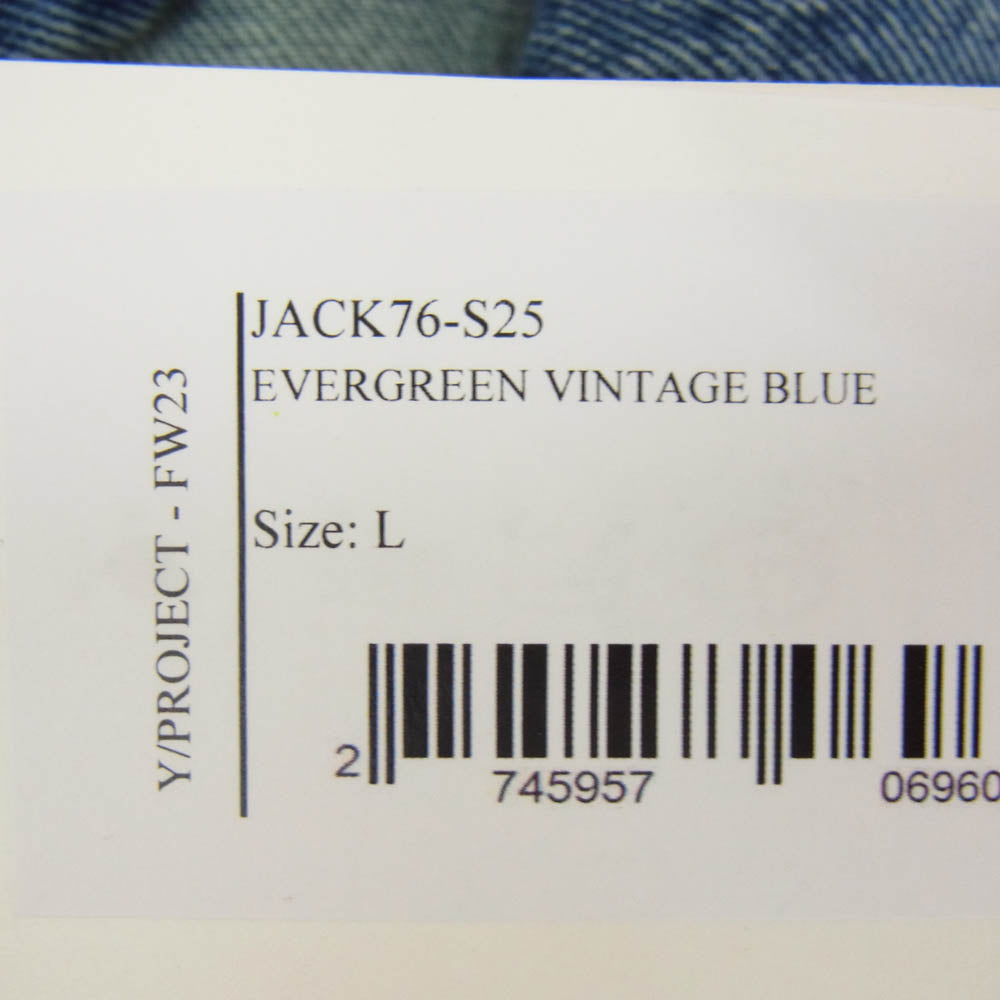 Y/PROJECT - FW23
JACK76-S25
EVERGREEN VINTAGE BLUE
Size: L
2 745957 06960